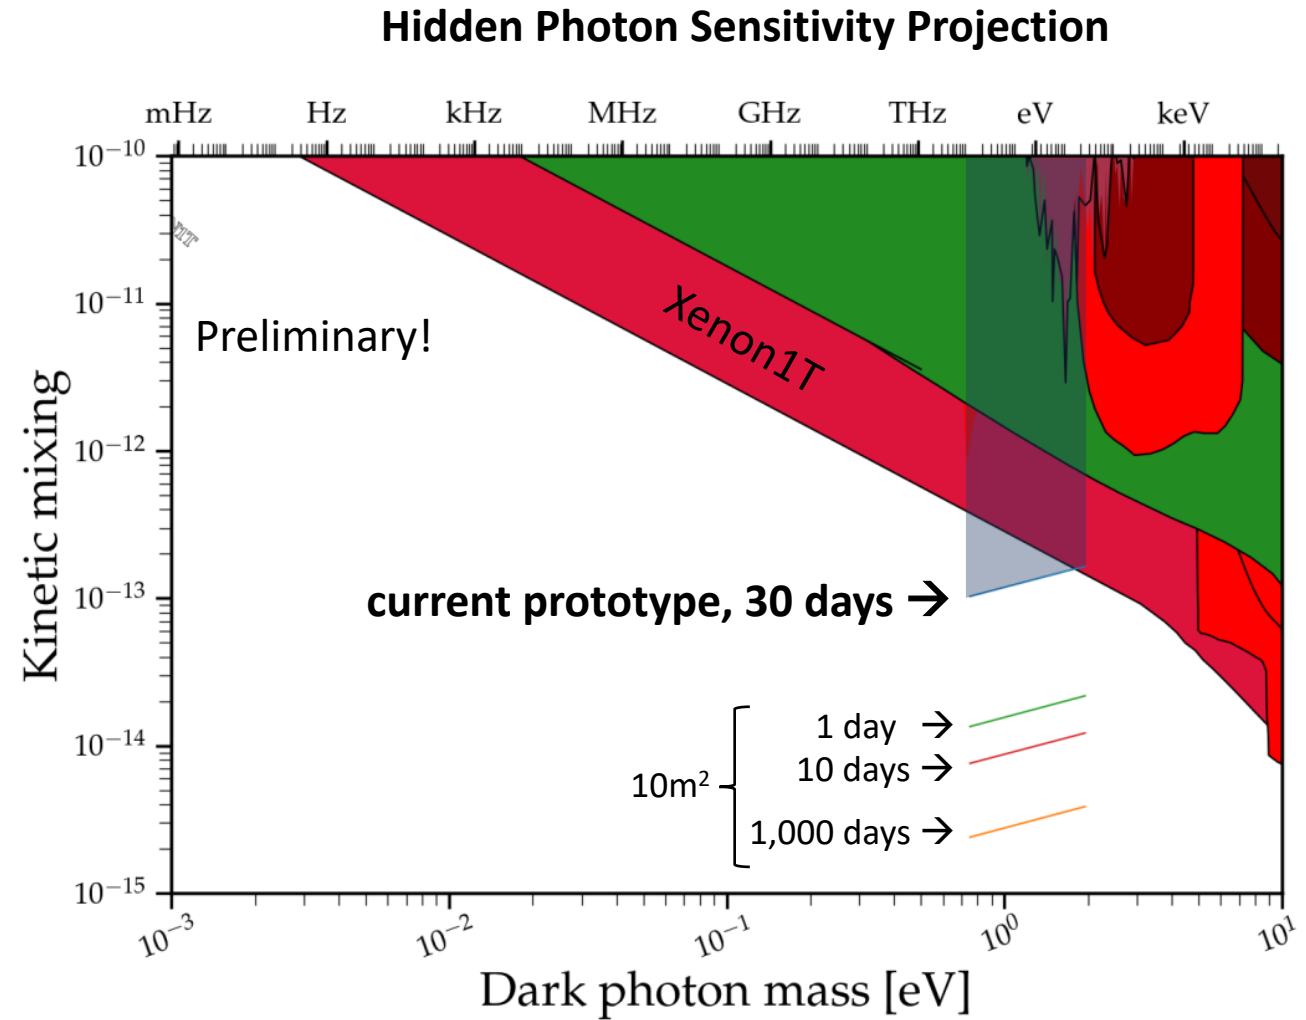 Hidden Photon Sensitivity Projection
mHz Hz kHz MHz GHz THz eV keV
10⁻¹⁰
10⁻¹¹
10⁻¹²
10⁻¹³
10⁻¹⁴
10⁻¹⁵
Kinetic mixing
Preliminary!
Xenon1T
current prototype, 30 days →
10m²
1 day →
10 days →
1,000 days →
10⁻³ 10⁻² 10⁻¹ 10⁰ 10¹
Dark photon mass [eV]